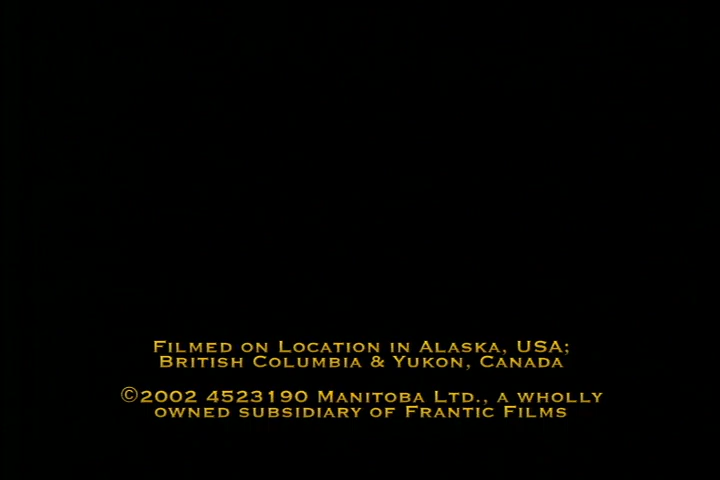 Filmed on Location in Alaska, USA;
British Columbia & Yukon, Canada
©2002 4523190 Manitoba Ltd., a wholly
owned subsidiary of Frantic Films